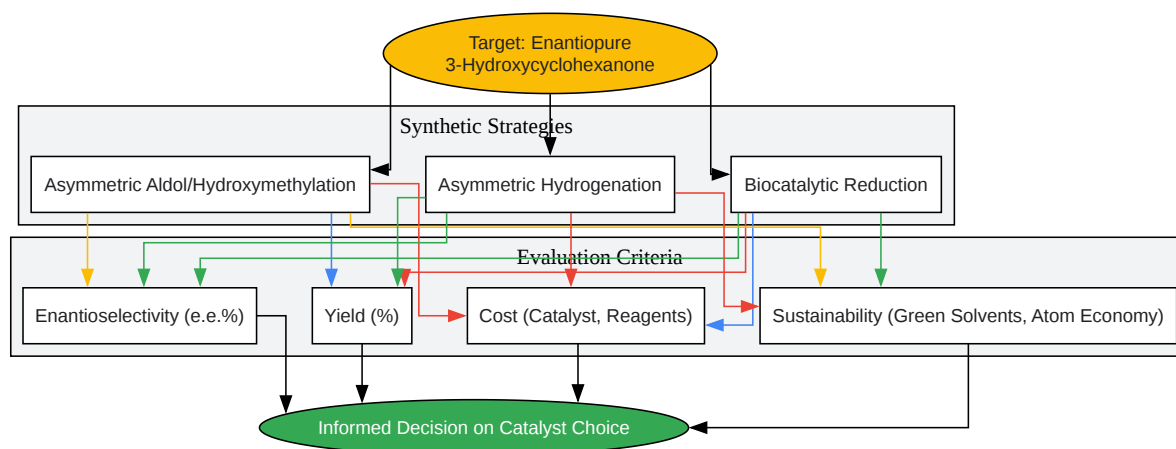 Target: Enantiopure
3-Hydroxycyclohexanone
Synthetic Strategies
Asymmetric Aldol/Hydroxymethylation
Asymmetric Hydrogenation
Biocatalytic Reduction
Evaluation Criteria
Enantioselectivity (e.e.%)
Yield (%)
Cost (Catalyst, Reagents)
Sustainability (Green Solvents, Atom Economy)
Informed Decision on Catalyst Choice